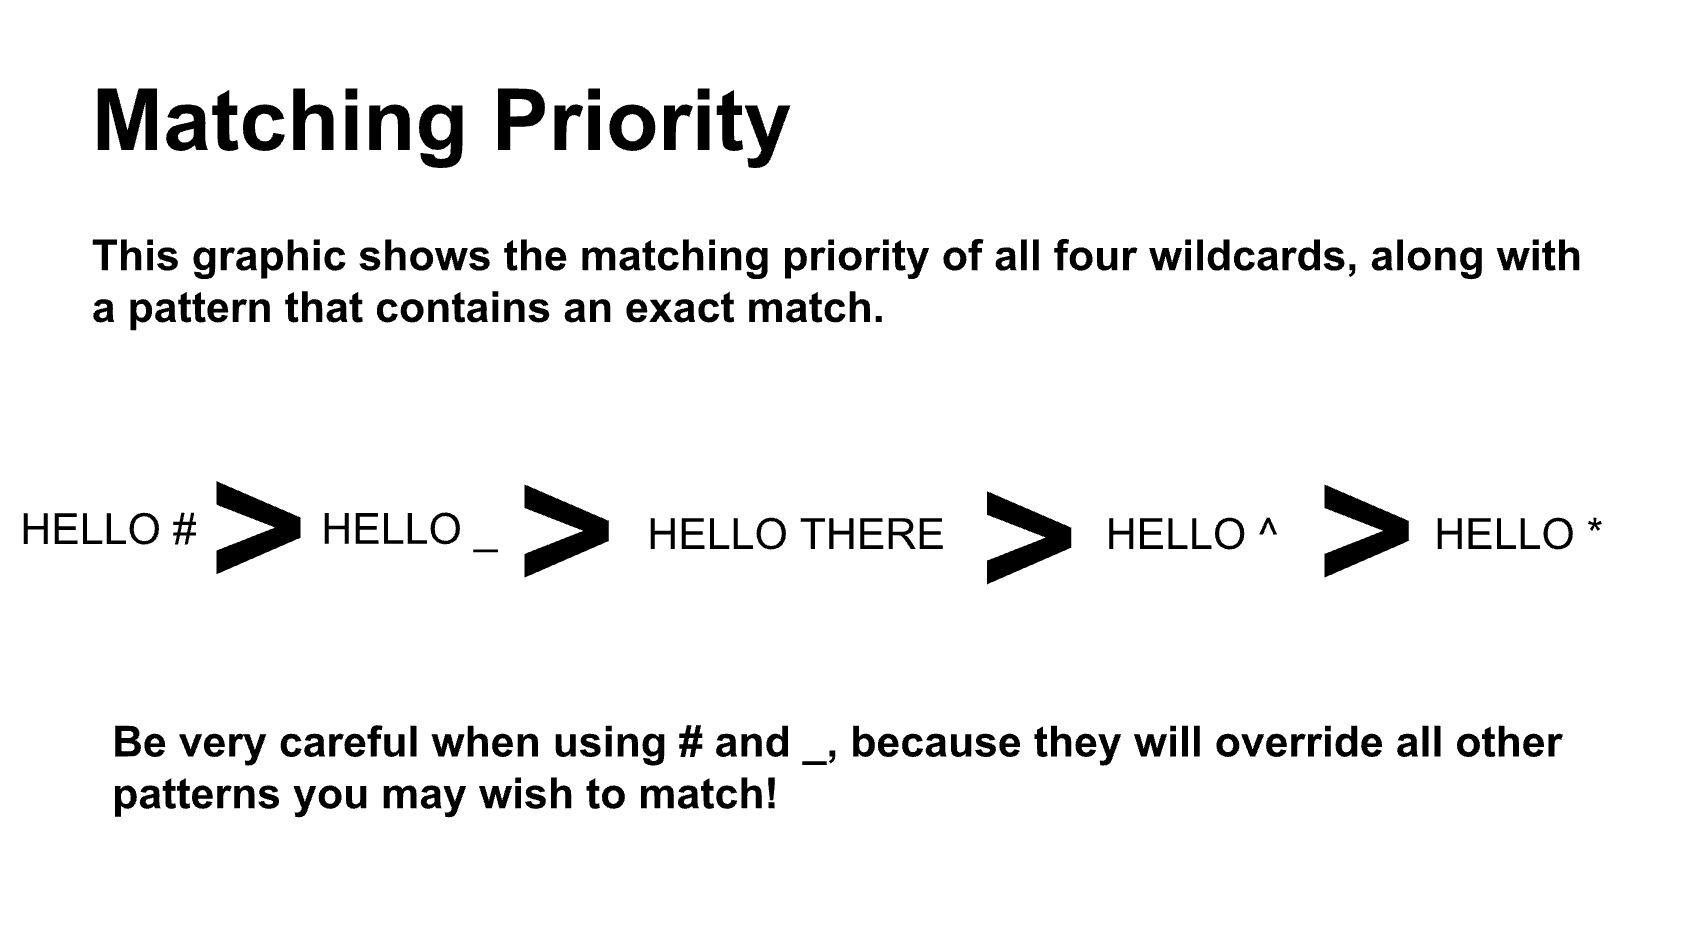 Matching Priority
This graphic shows the matching priority of all four wildcards, along with
a pattern that contains an exact match.
HELLO # > HELLO _ > HELLO THERE > HELLO ^ > HELLO *
Be very careful when using # and _, because they will override all other
patterns you may wish to match!